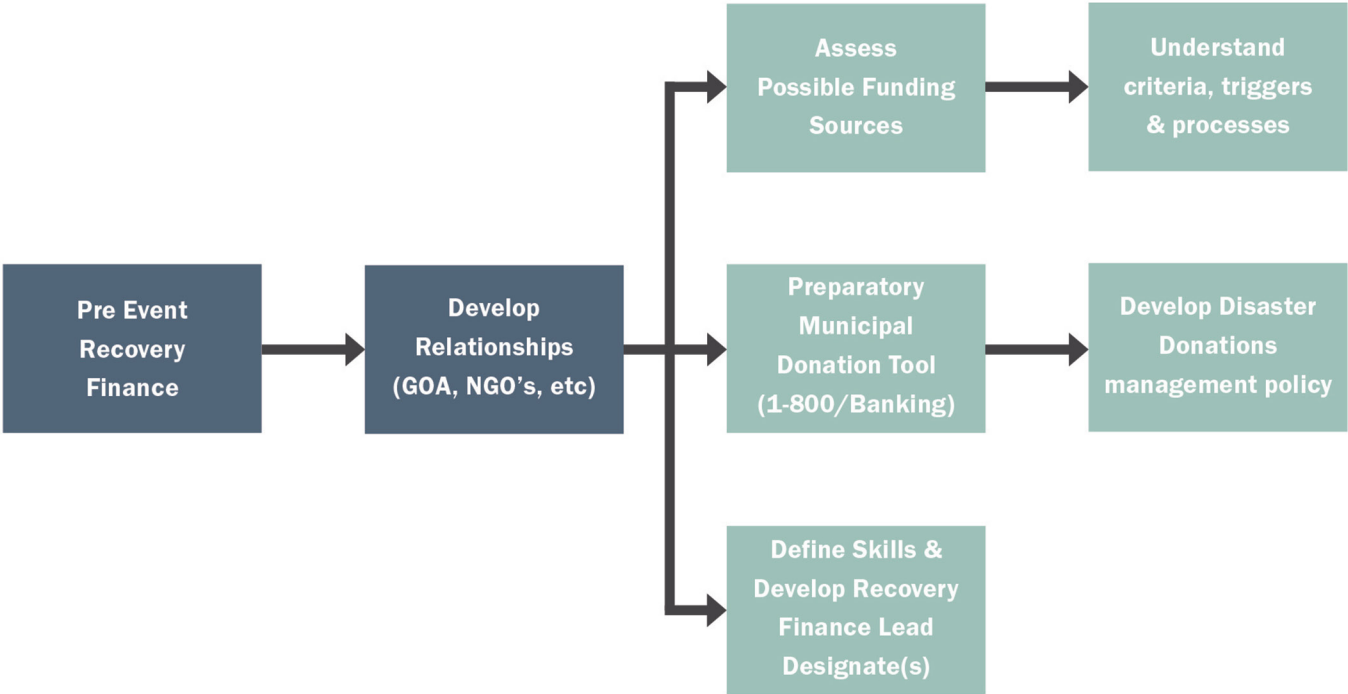 Pre Event
Recovery
Finance
Develop
Relationships
(GOA, NGO’s, etc)
Assess
Possible Funding
Sources
Understand
criteria, triggers
& processes
Preparatory
Municipal
Donation Tool
(1-800/Banking)
Develop Disaster
Donations
management policy
Define Skills &
Develop Recovery
Finance Lead
Designate(s)